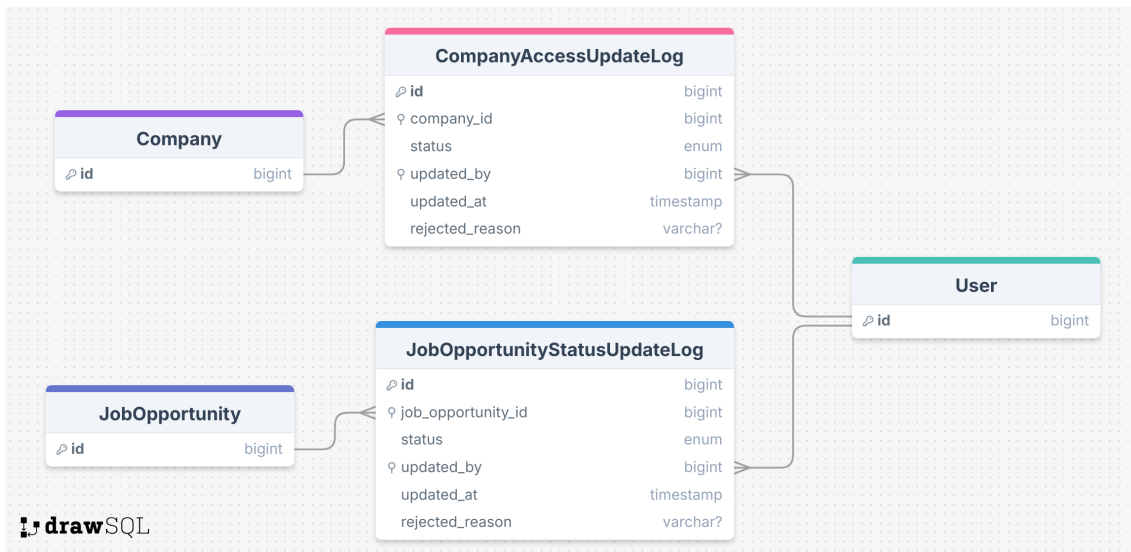 CompanyAccessUpdateLog
id bigint
company_id bigint
status enum
updated_by bigint
updated_at timestamp
rejected_reason varchar?
Company
id bigint
User
id bigint
JobOpportunityStatusUpdateLog
id bigint
job_opportunity_id bigint
status enum
updated_by bigint
updated_at timestamp
rejected_reason varchar?
JobOpportunity
id bigint
drawSQL